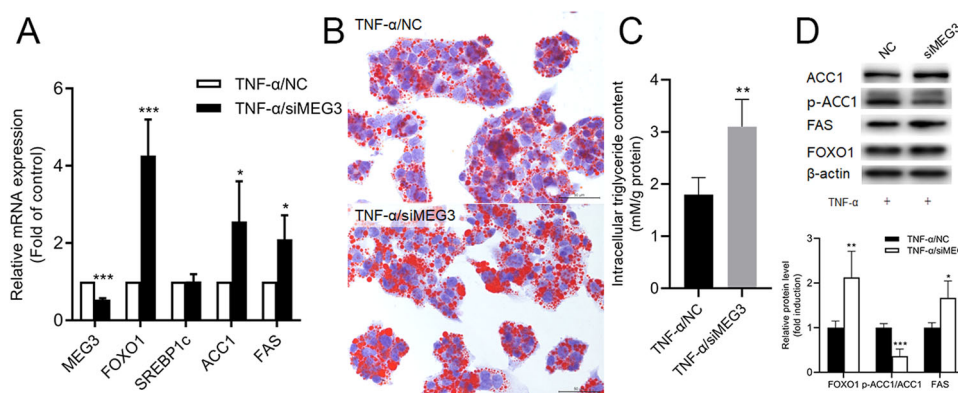 A
TNF-α/NC
TNF-α/siMEG3
Relative mRNA expression
(Fold of control)
6
4
2
0
***
***
*
*
MEG3
FOXO1
SREBP1c
ACC1
FAS
B
TNF-α/NC
TNF-α/siMEG3
C
Intracellular triglyceride content
(mM/g protein)
4
3
2
1
0
**
TNF-α/NC
TNF-α/siMEG3
D
NC
siMEG3
ACC1
p-ACC1
FAS
FOXO1
β-actin
TNF-α + +
TNF-α/NC
TNF-α/siMEG
Relative protein level
(fold induction)
3
2
1
0
**
***
*
FOXO1 p-ACC1/ACC1 FAS